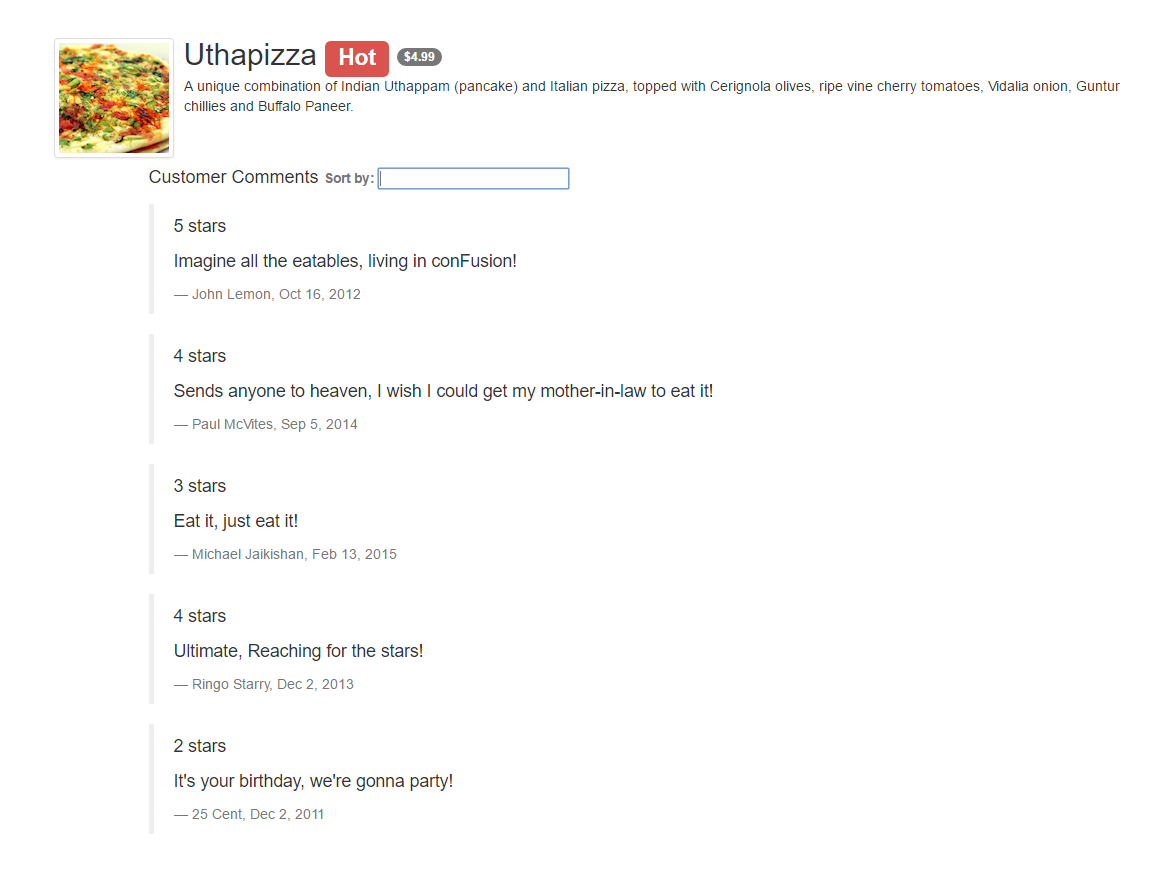 Uthapizza Hot $4.99
A unique combination of Indian Uthappam (pancake) and Italian pizza, topped with Cerignola olives, ripe vine cherry tomatoes, Vidalia onion, Guntur
chillies and Buffalo Paneer.
Customer Comments Sort by:
5 stars
Imagine all the eatables, living in conFusion!
— John Lemon, Oct 16, 2012
4 stars
Sends anyone to heaven, I wish I could get my mother-in-law to eat it!
— Paul McVites, Sep 5, 2014
3 stars
Eat it, just eat it!
— Michael Jaikishan, Feb 13, 2015
4 stars
Ultimate, Reaching for the stars!
— Ringo Starry, Dec 2, 2013
2 stars
It's your birthday, we're gonna party!
— 25 Cent, Dec 2, 2011